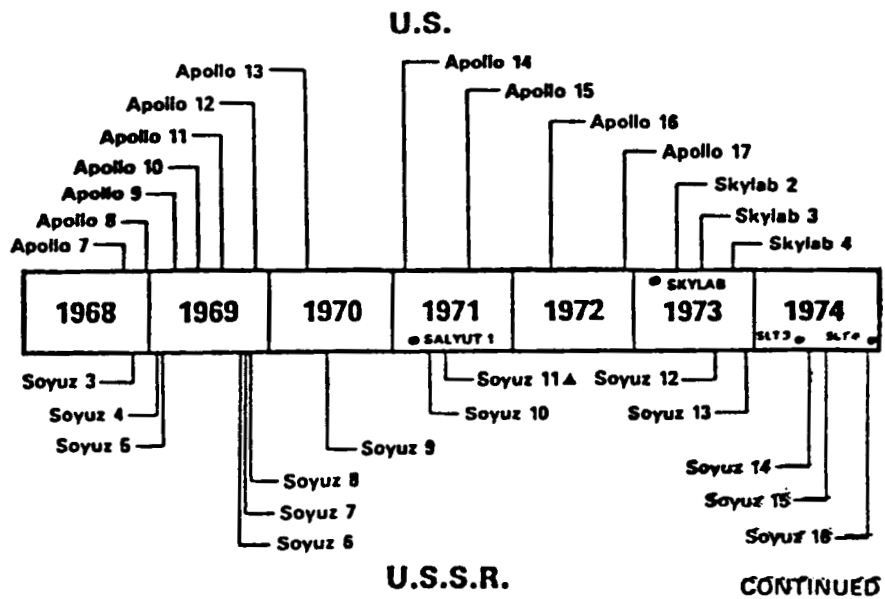 U.S.
Apollo 14
Apollo 13
Apollo 15
Apollo 12
Apollo 16
Apollo 11
Apollo 17
Apollo 10
Skylab 2
Apollo 9
Skylab 3
Apollo 8
Skylab 4
Apollo 7
1968 1969 1970 1971 1972 1973 1974
SKYLAB
SALYUT 1
SLT3 SLT4
Soyuz 3
Soyuz 11▲
Soyuz 12
Soyuz 4
Soyuz 10
Soyuz 13
Soyuz 5
Soyuz 9
Soyuz 14
Soyuz 8
Soyuz 15
Soyuz 7
Soyuz 16
Soyuz 6
U.S.S.R.
CONTINUED